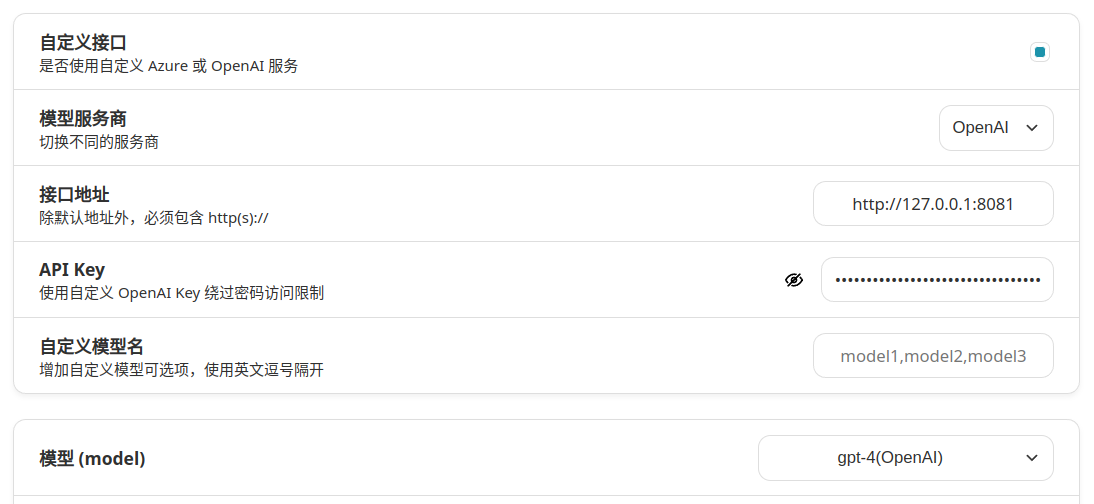 自定义接口
是否使用自定义 Azure 或 OpenAI 服务
模型服务商
切换不同的服务商
OpenAI
接口地址
除默认地址外，必须包含 http(s)://
http://127.0.0.1:8081
API Key
使用自定义 OpenAI Key 绕过密码访问限制
••••••••••••••••••••••••••••••••
自定义模型名
增加自定义模型可选项，使用英文逗号隔开
model1,model2,model3
模型 (model)
gpt-4(OpenAI)